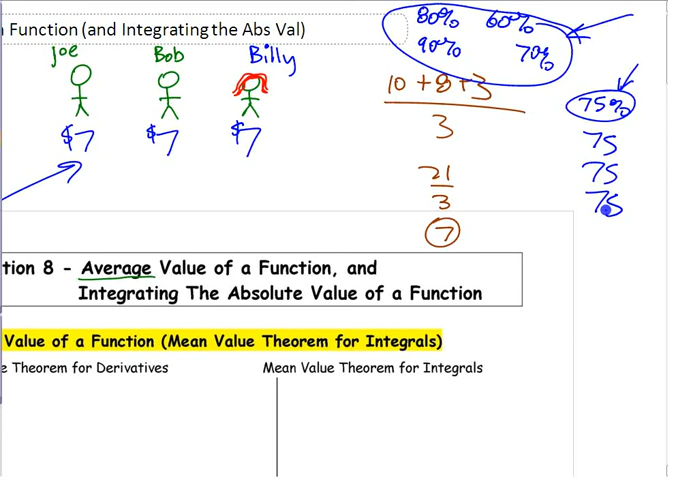 Function (and Integrating the Abs Val)
80% 60%
90% 70%
Joe Bob Billy
10 + 8 + 3
3
75%
$7 $7 $7
75
75
75
21
3
7
tion 8 - Average Value of a Function, and
Integrating The Absolute Value of a Function
Value of a Function (Mean Value Theorem for Integrals)
e Theorem for Derivatives
Mean Value Theorem for Integrals